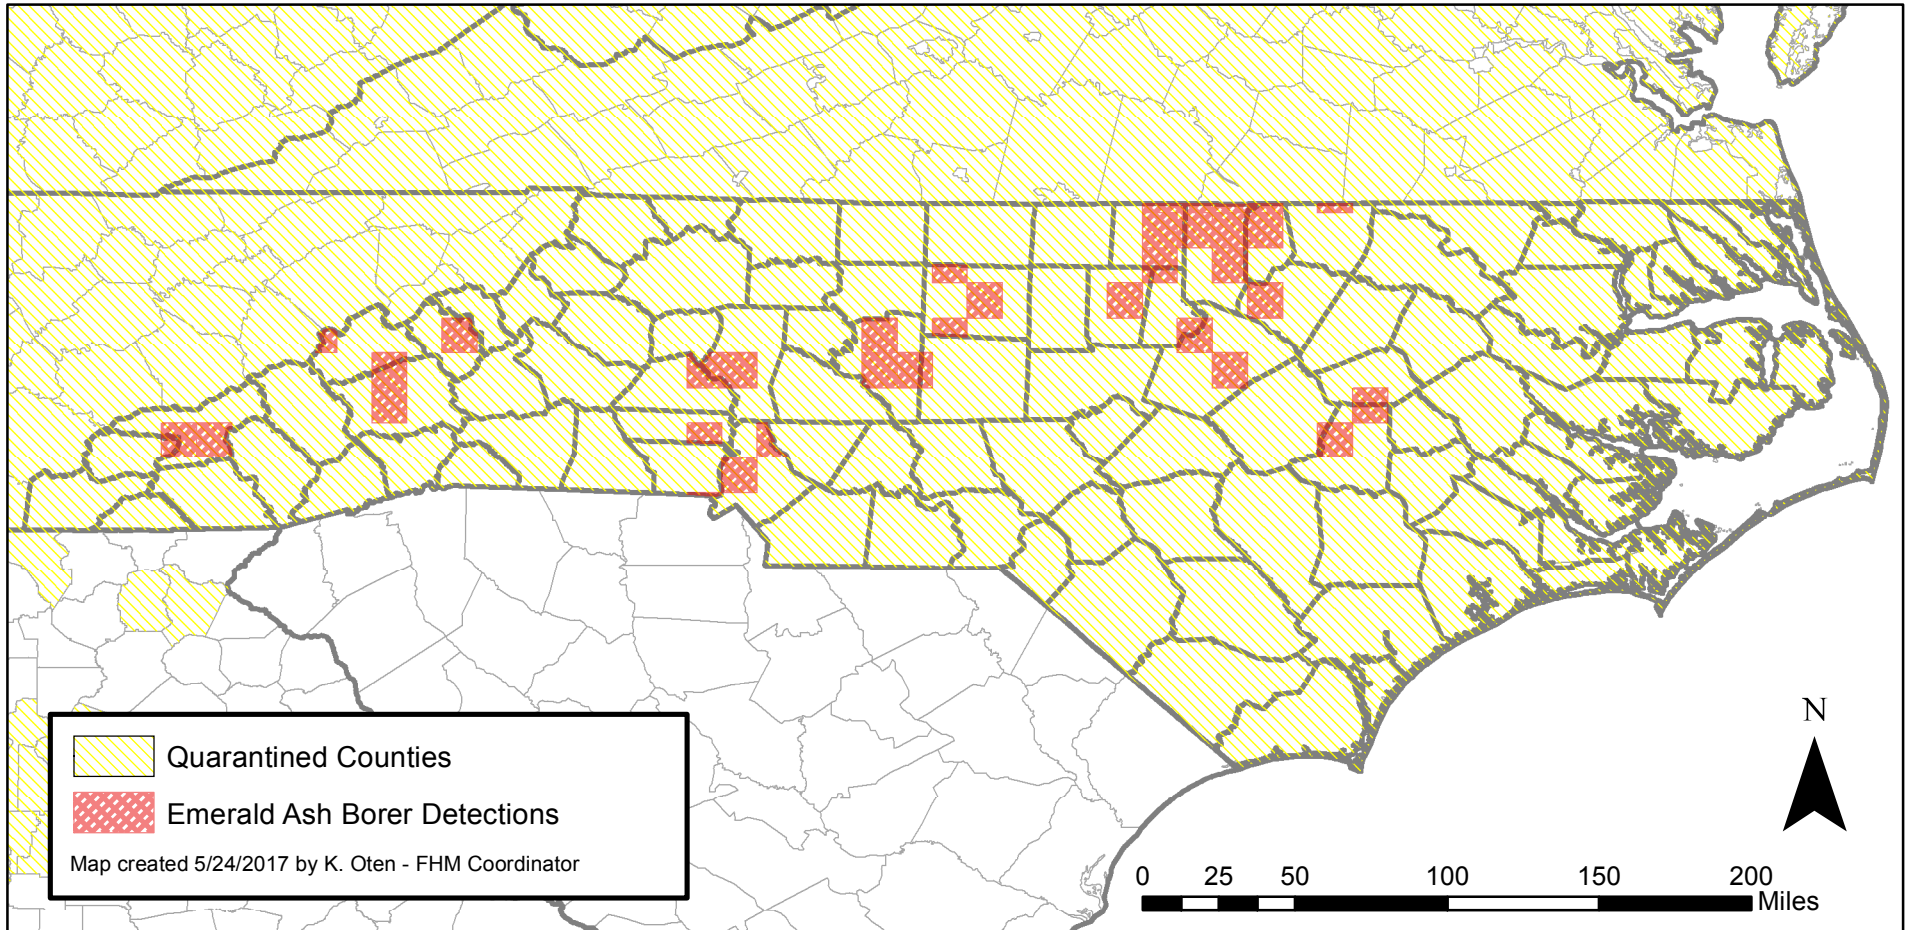 Quarantined Counties
Emerald Ash Borer Detections
Map created 5/24/2017 by K. Oten - FHM Coordinator
N
0 25 50 100 150 200
Miles